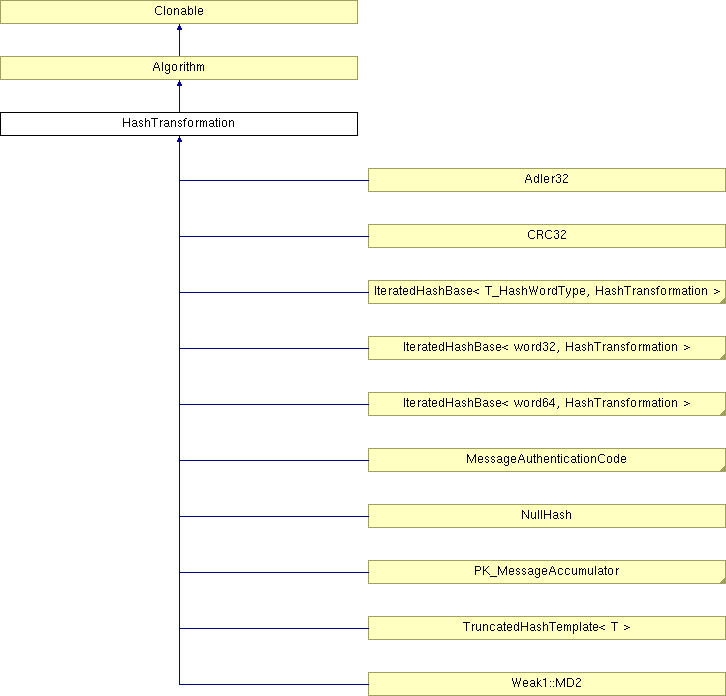 Clonable
Algorithm
HashTransformation
Adler32
CRC32
IteratedHashBase< T_HashWordType, HashTransformation >
IteratedHashBase< word32, HashTransformation >
IteratedHashBase< word64, HashTransformation >
MessageAuthenticationCode
NullHash
PK_MessageAccumulator
TruncatedHashTemplate< T >
Weak1::MD2